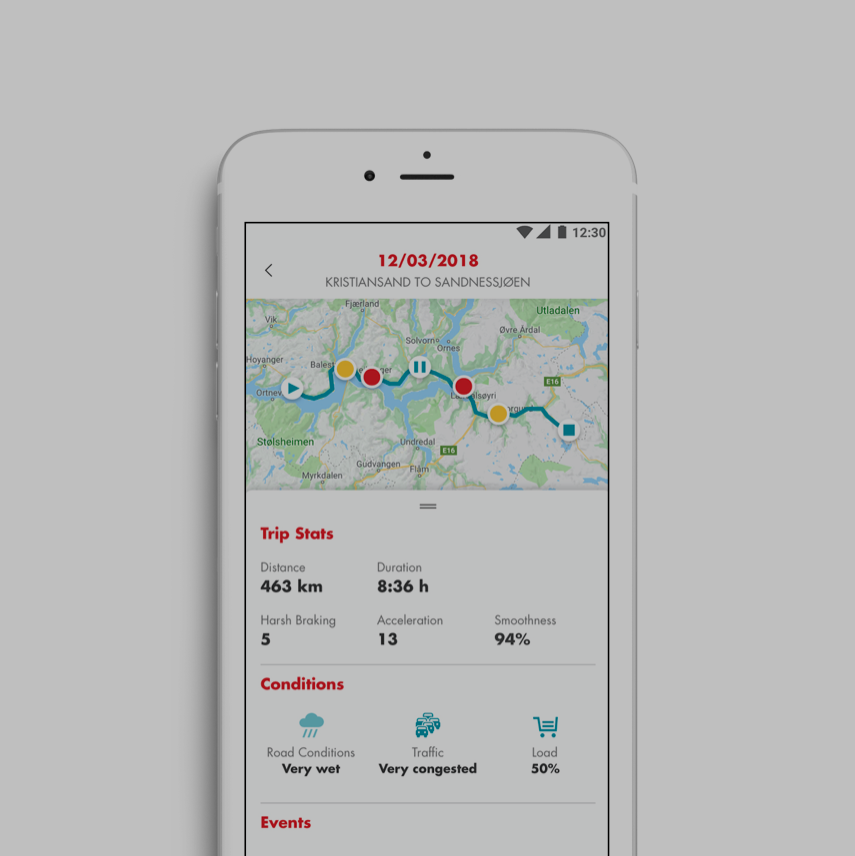 12:30
12/03/2018
KRISTIANSAND TO SANDNESSJØEN
Fjærland
Utladalen
Vik
Øvre Årdal
Solvorn
Ornes
Hoyanger
Ortnev
E16
Stølsheimen
Undredal
E16
Gudvangen
Flåm
Myrkdalen
Trip Stats
Distance Duration
463 km 8:36 h
Harsh Braking Acceleration Smoothness
5 13 94%
Conditions
Road Conditions Traffic Load
Very wet Very congested 50%
Events